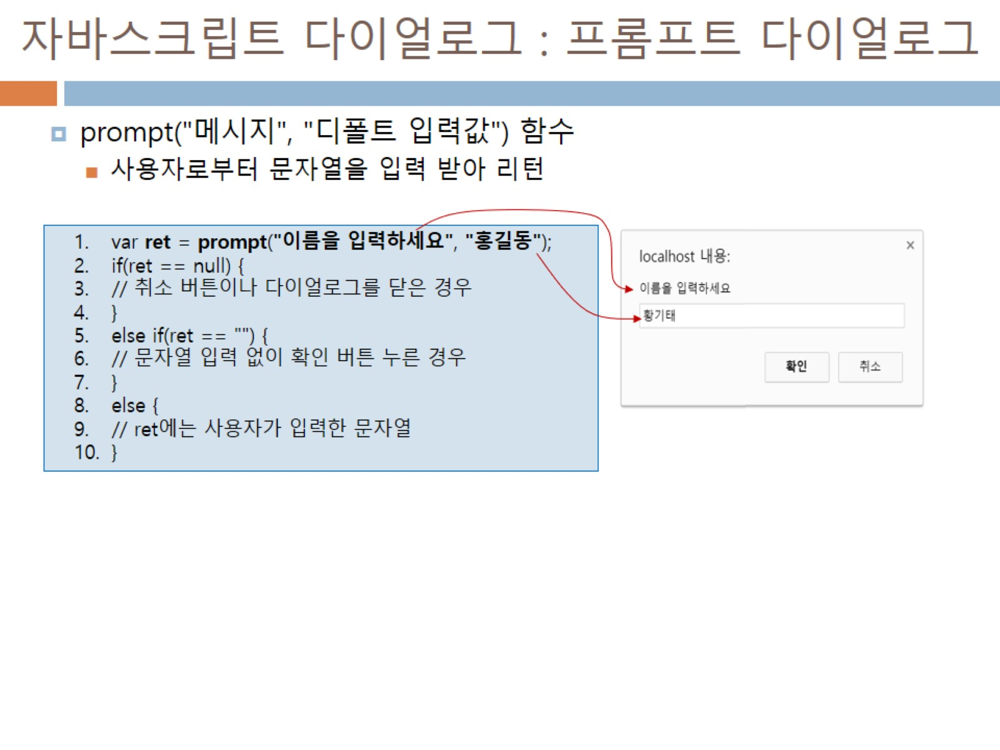 자바스크립트 다이얼로그 : 프롬프트 다이얼로그
prompt("메시지", "디폴트 입력값") 함수
사용자로부터 문자열을 입력 받아 리턴
1. var ret = prompt("이름을 입력하세요", "홍길동");
2. if(ret == null) {
3. // 취소 버튼이나 다이얼로그를 닫은 경우
4. }
5. else if(ret == "") {
6. // 문자열 입력 없이 확인 버튼 누른 경우
7. }
8. else {
9. // ret에는 사용자가 입력한 문자열
10. }
localhost 내용:
이름을 입력하세요
황기태
확인 취소